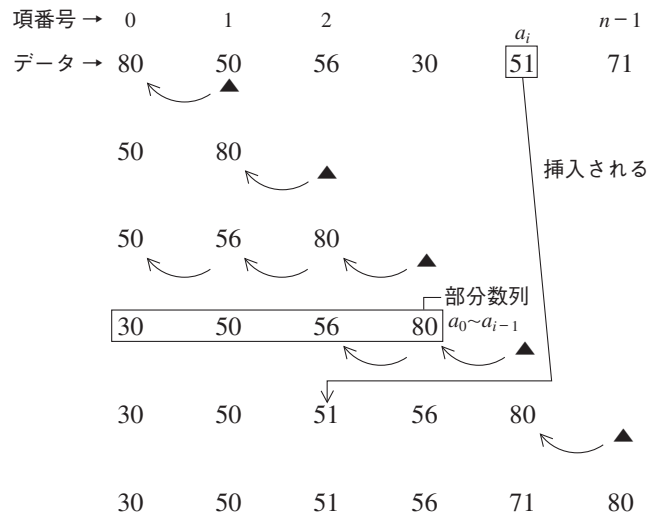 項番号 → 0 1 2 n−1
a_i
データ → 80 50 56 30 51 71
▲
50 80
▲
挿入される
50 56 80
▲
部分数列
30 50 56 80 a_0~a_{i−1}
▲
30 50 51 56 80
▲
30 50 51 56 71 80